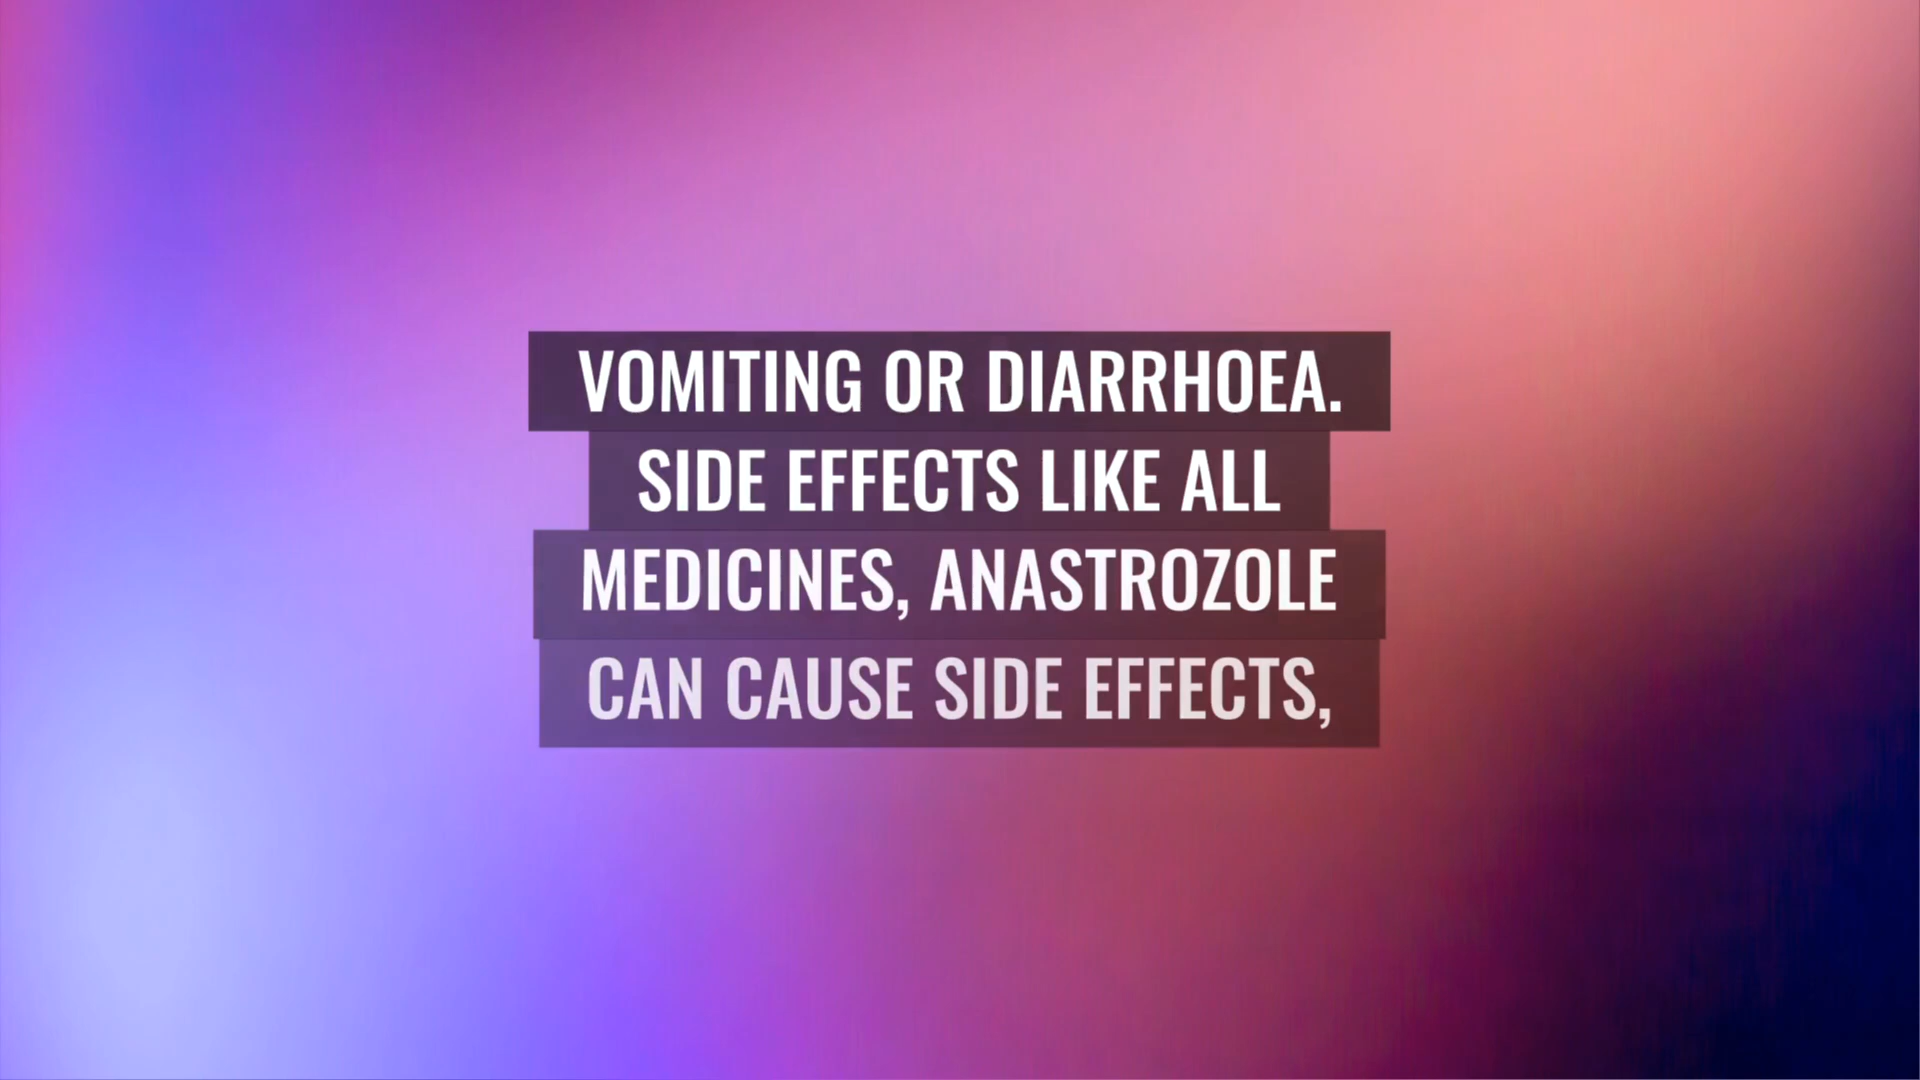 VOMITING OR DIARRHOEA.
SIDE EFFECTS LIKE ALL
MEDICINES, ANASTROZOLE
CAN CAUSE SIDE EFFECTS,